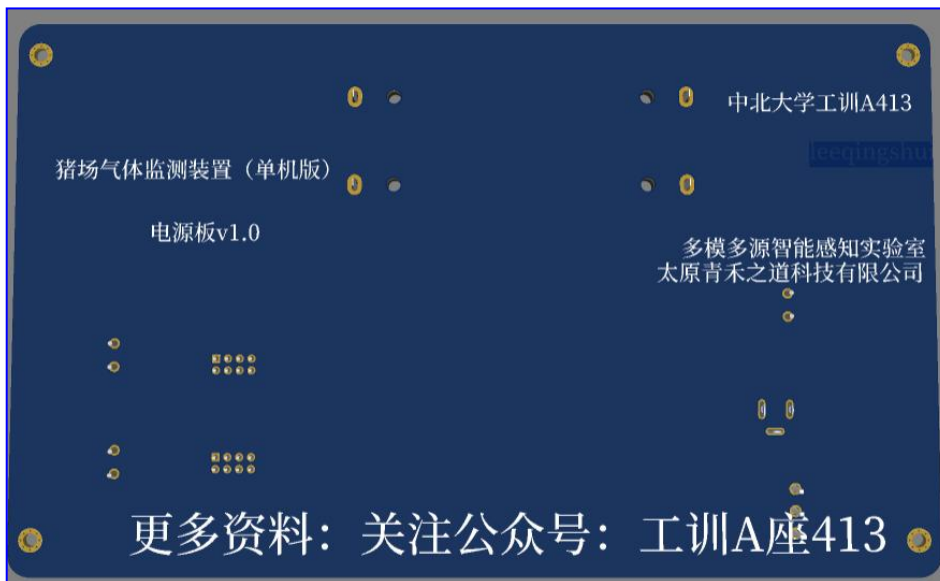 中北大学工训A413
leeqingshui
猪场气体监测装置（单机版）
电源板v1.0
多模多源智能感知实验室
太原青禾之道科技有限公司
更多资料：关注公众号：工训A座413